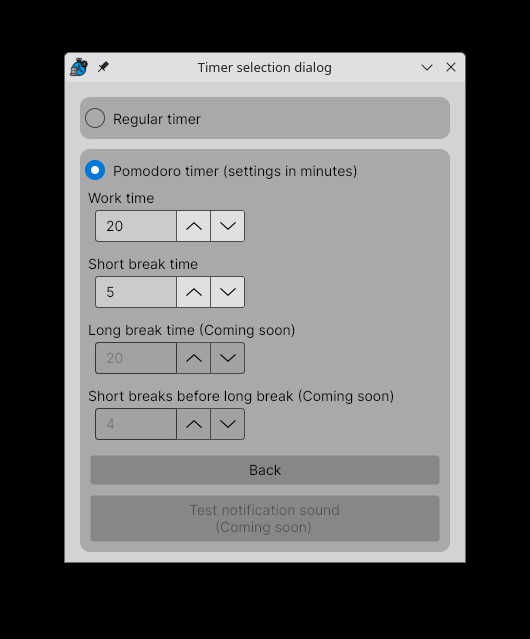 Timer selection dialog
Regular timer
Pomodoro timer (settings in minutes)
Work time
20
Short break time
5
Long break time (Coming soon)
20
Short breaks before long break (Coming soon)
4
Back
Test notification sound
(Coming soon)